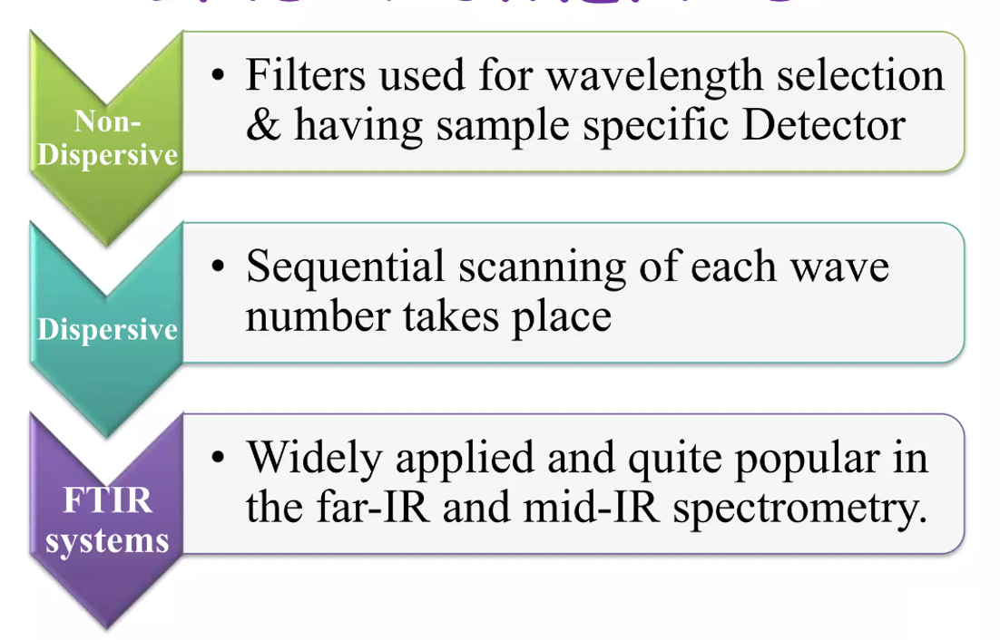 Non-
Dispersive
• Filters used for wavelength selection
& having sample specific Detector
Dispersive
• Sequential scanning of each wave
number takes place
FTIR
systems
• Widely applied and quite popular in
the far-IR and mid-IR spectrometry.